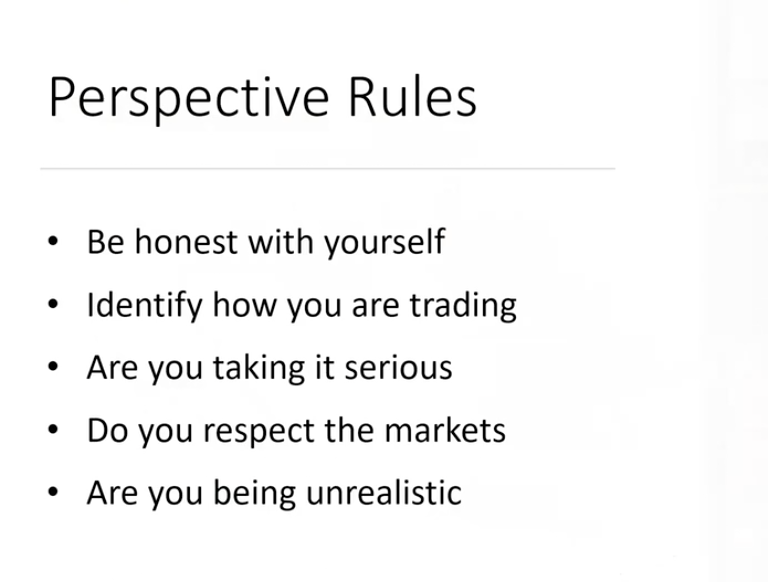 Perspective Rules
• Be honest with yourself
• Identify how you are trading
• Are you taking it serious
• Do you respect the markets
• Are you being unrealistic